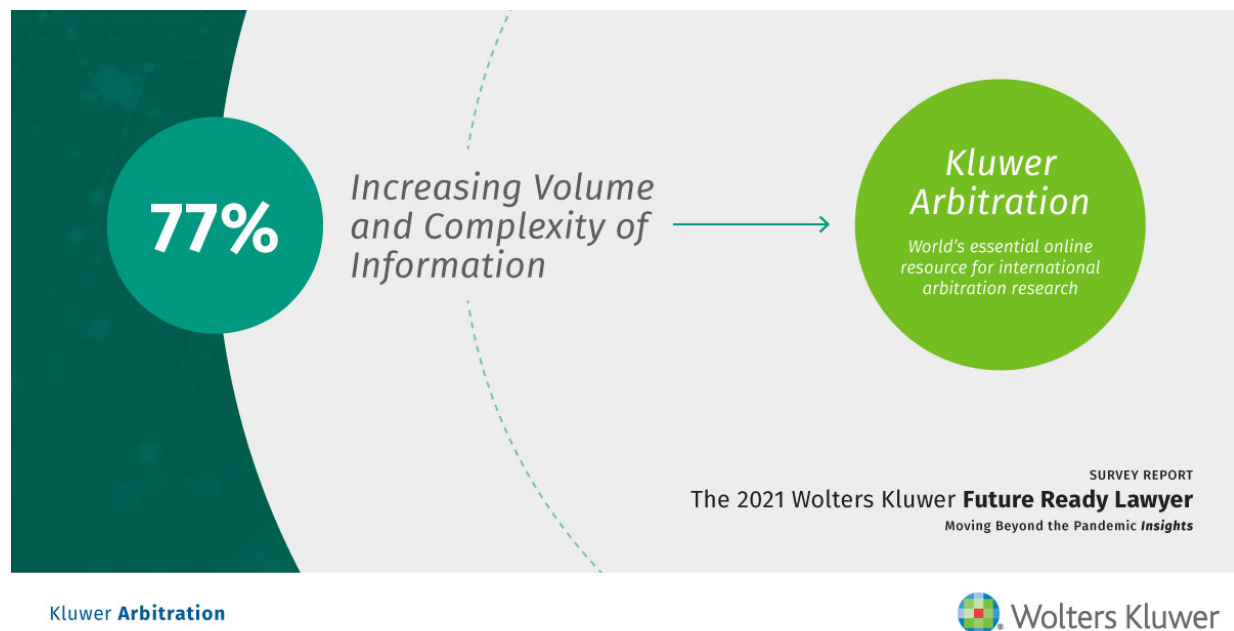 77%
Increasing Volume
and Complexity of
Information
Kluwer
Arbitration
World's essential online
resource for international
arbitration research
SURVEY REPORT
The 2021 Wolters Kluwer Future Ready Lawyer
Moving Beyond the Pandemic Insights
Kluwer Arbitration
Wolters Kluwer